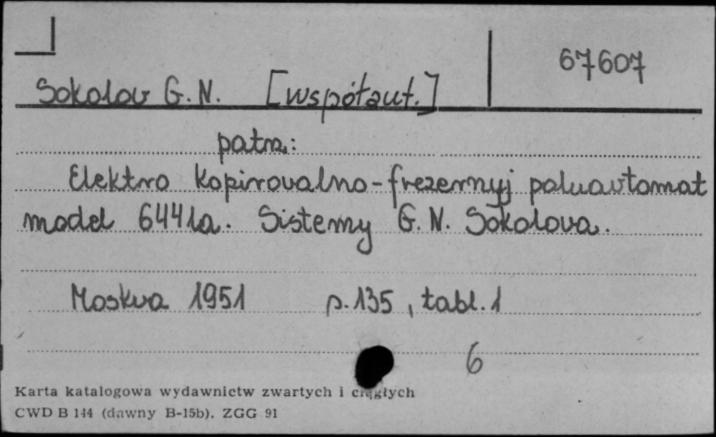 67607
Sokolov G. N. [współaut.]
patrz:
Elektro kopirovalno-frezernyj poluavtomat
model 6441a. Sistemy G. N. Sokolova.
Moskva 1951 s. 135, tabl. 1
6
Karta katalogowa wydawnictw zwartych i ciągłych
CWD B 144 (dawny B-15b). ZGG 91